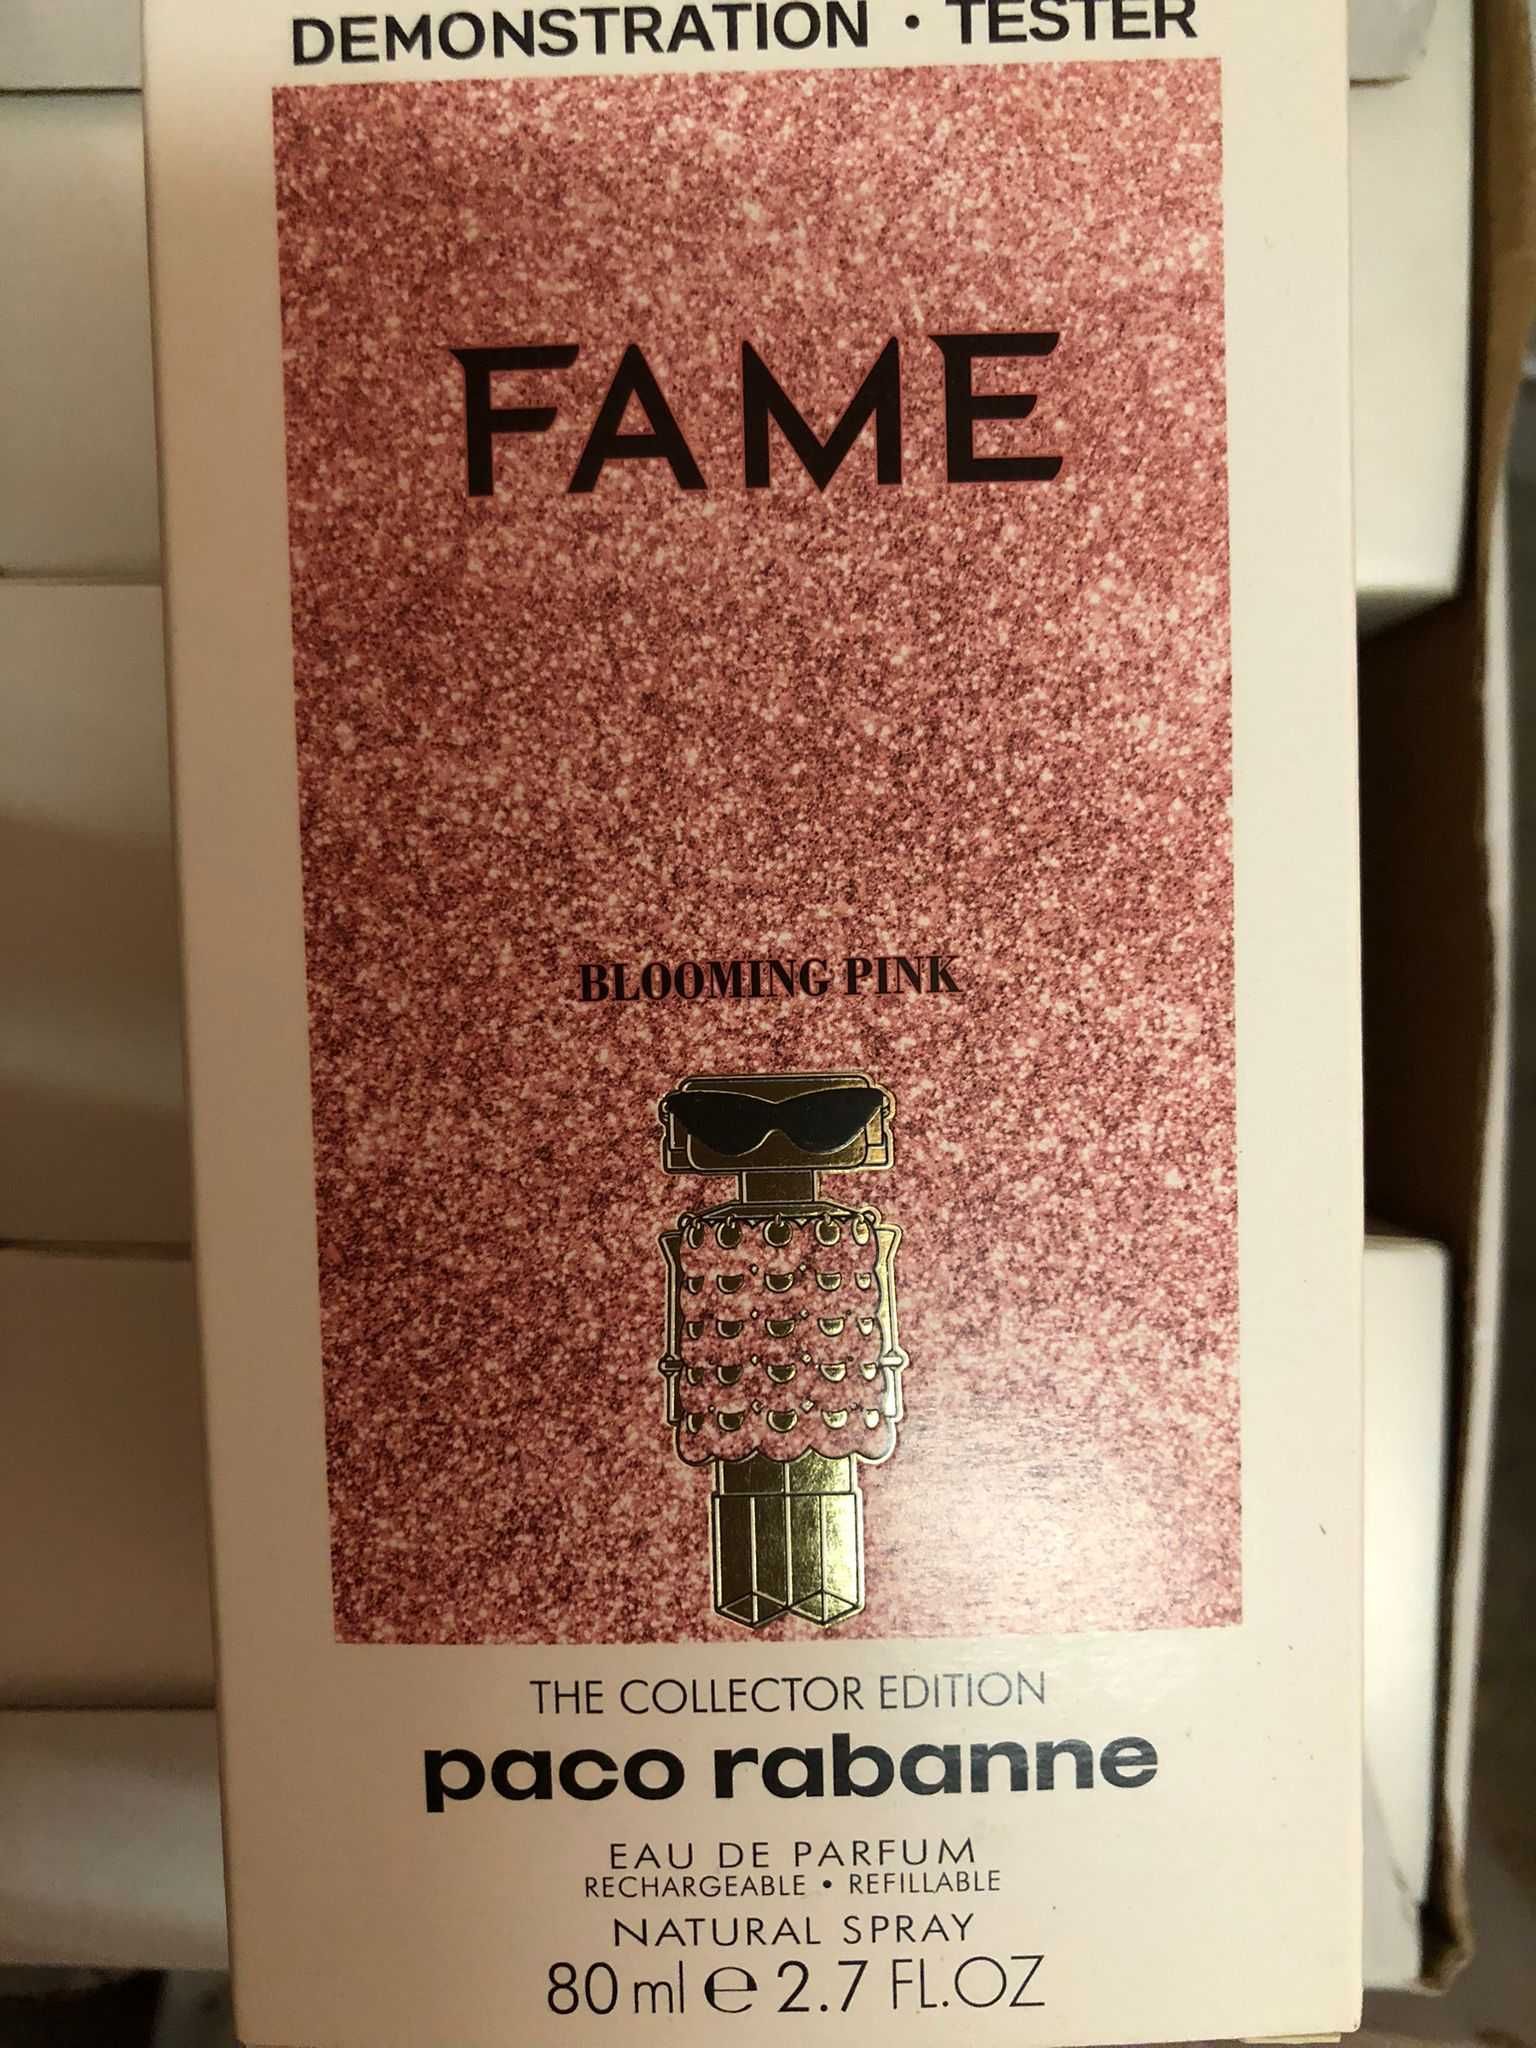 DEMONSTRATION • TESTER
FAME
BLOOMING PINK
THE COLLECTOR EDITION
paco rabanne
EAU DE PARFUM
RECHARGEABLE • REFILLABLE
NATURAL SPRAY
80 ml e 2.7 FL.OZ